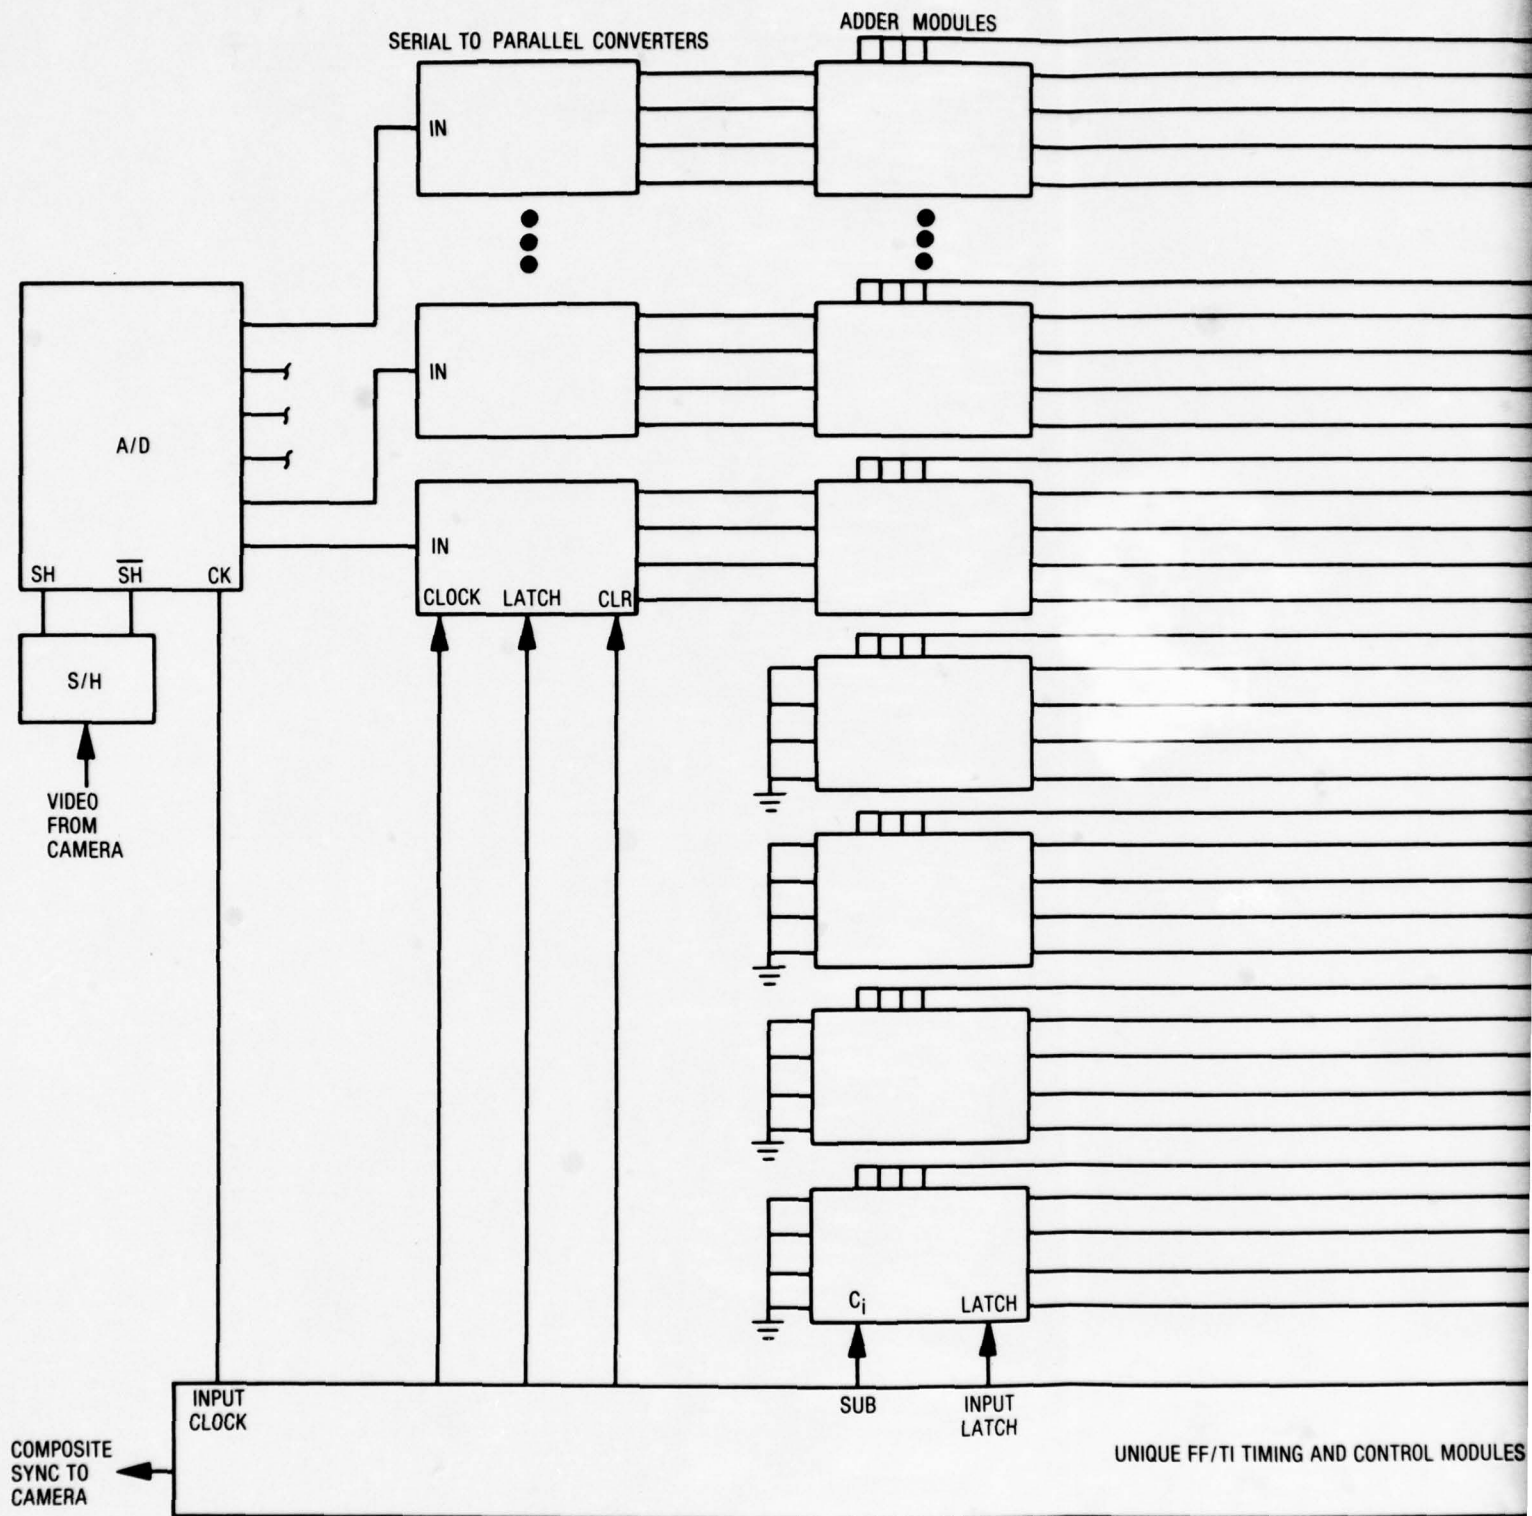 ADDER MODULES
SERIAL TO PARALLEL CONVERTERS
IN
IN
A/D
IN
SH
SH
CK
CLOCK
LATCH
CLR
S/H
VIDEO
FROM
CAMERA
Ci
LATCH
INPUT
CLOCK
SUB
INPUT
LATCH
COMPOSITE
SYNC TO
CAMERA
UNIQUE FF/TI TIMING AND CONTROL MODULES